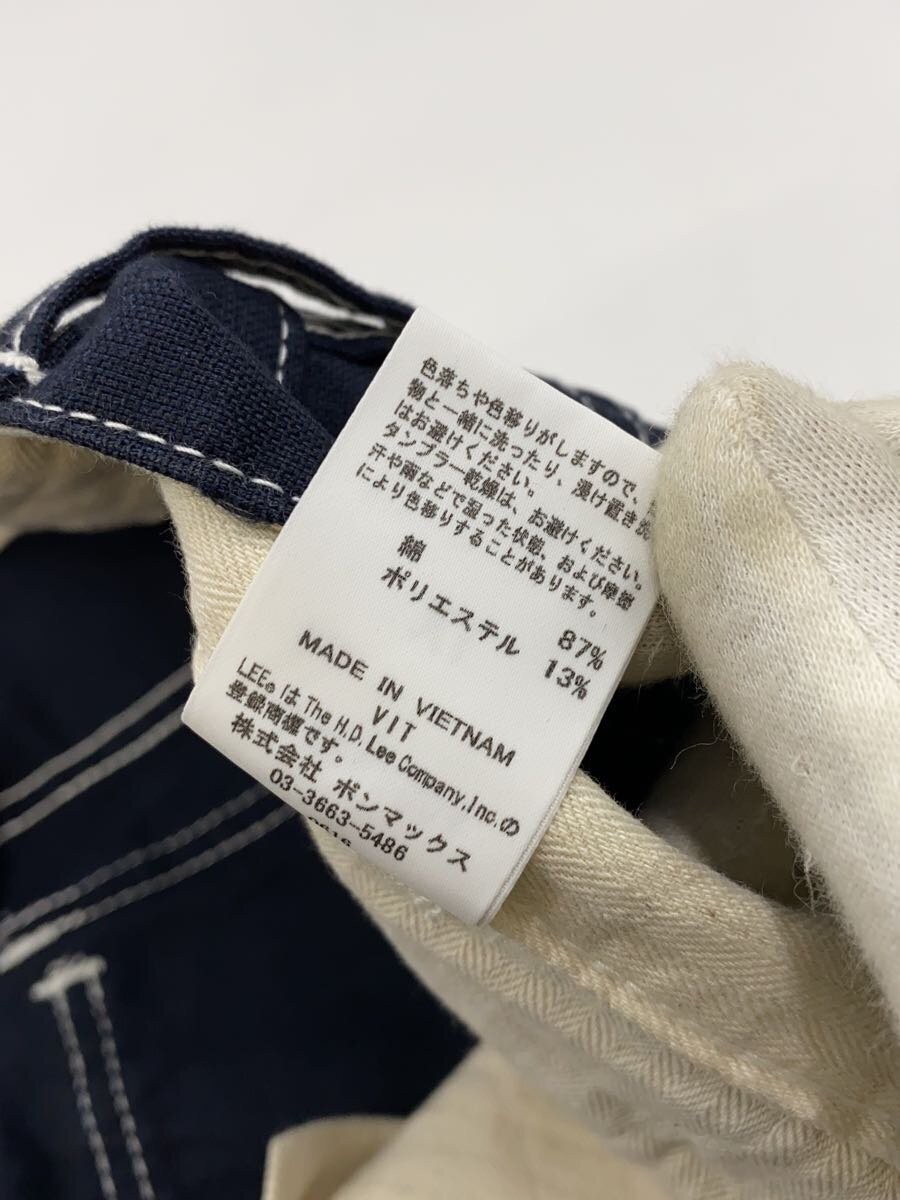 色落ちや色移りがしますので、
物と一緒に洗ったり、漬け置き洗
はお避けください。
タンブラー乾燥は、お避けください。
汗や雨などで湿った状態、および摩擦
により色移りすることがあります。
綿 87%
ポリエステル 13%
MADE IN VIETNAM
VIT
LEE®は The H.D. Lee Company, Inc.の
登録商標です。
株式会社 ボンマックス
03-3663-5486